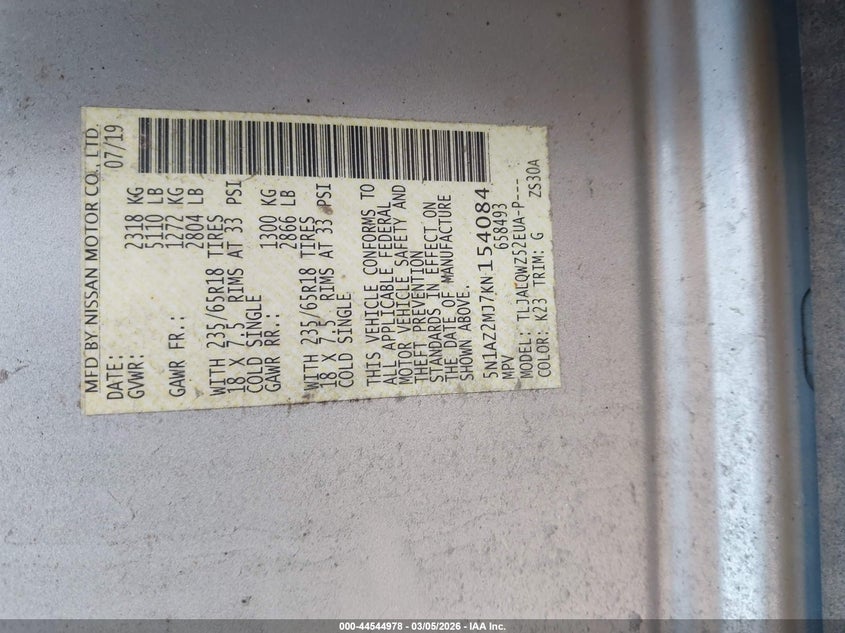 MFD BY NISSAN MOTOR CO., LTD.
DATE: 07/19
GVWR: 2318 KG
5110 LB
GAWR FR.: 1272 KG
2804 LB
WITH 235/65R18 TIRES
18 X 7.5 RIMS AT 33 PSI
COLD SINGLE
GAWR RR.: 1300 KG
2866 LB
WITH 235/65R18 TIRES
18 X 7.5 RIMS AT 33 PSI
COLD SINGLE
THIS VEHICLE CONFORMS TO
ALL APPLICABLE FEDERAL
MOTOR VEHICLE SAFETY AND
THEFT PREVENTION
STANDARDS IN EFFECT ON
THE DATE OF MANUFACTURE
SHOWN ABOVE.
5N1AZ2MJ7KN154084
MPV 658493
MODEL: TLJALQWZ52EUA-P---
COLOR: K23 TRIM: G ZS30A
000-44544978 - 03/05/2026 - IAA Inc.